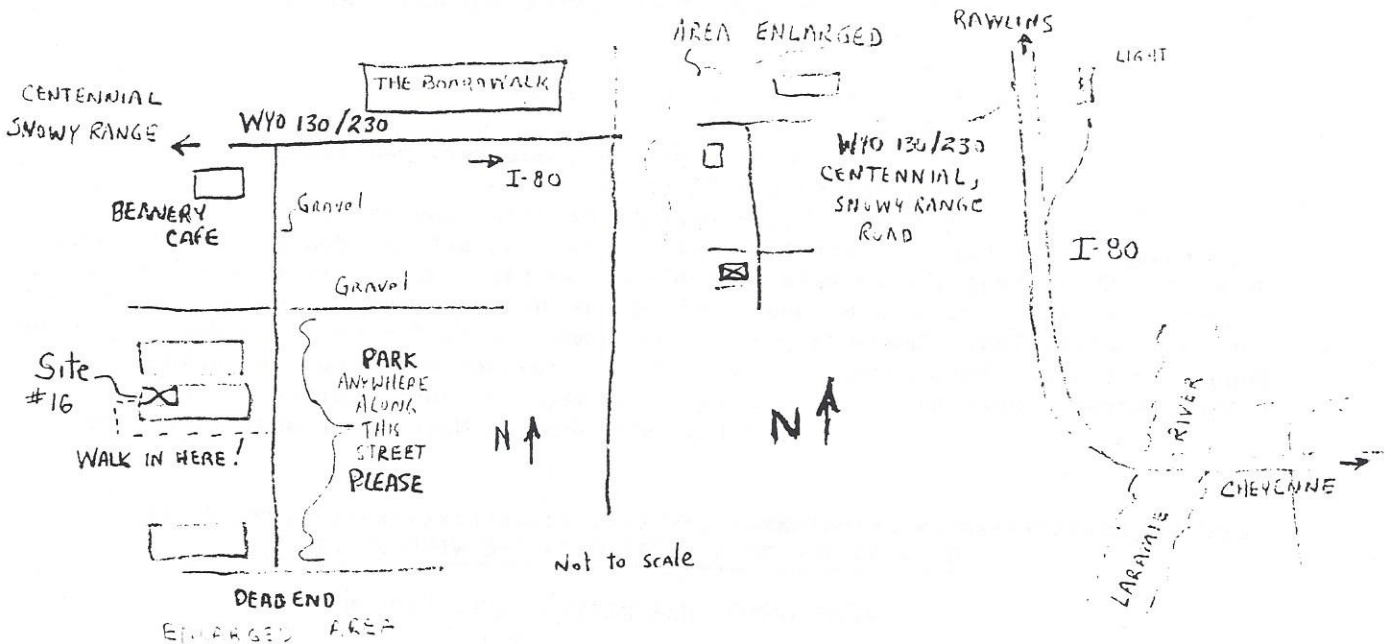 AREA ENLARGED
RAWLINS
LIGHT
THE BOARDWALK
CENTENNIAL
SNOWY RANGE
WYO 130/230
I-80
BEANERY
CAFE
Gravel
Gravel
WYO 130/230
CENTENNIAL,
SNOWY RANGE
ROAD
I-80
Site
#16
PARK
ANYWHERE
ALONG
THIS
STREET
PLEASE
WALK IN HERE!
N
N
LARAMIE RIVER
CHEYENNE
Not to scale
DEAD END
ENLARGED AREA